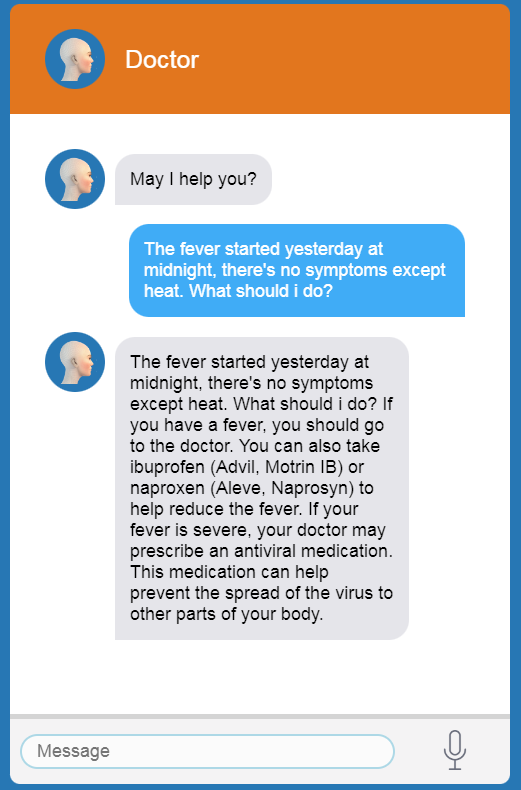 Doctor
May I help you?
The fever started yesterday at
midnight, there's no symptoms except
heat. What should i do?
The fever started yesterday at
midnight, there's no symptoms
except heat. What should i do? If
you have a fever, you should go
to the doctor. You can also take
ibuprofen (Advil, Motrin IB) or
naproxen (Aleve, Naprosyn) to
help reduce the fever. If your
fever is severe, your doctor may
prescribe an antiviral medication.
This medication can help
prevent the spread of the virus to
other parts of your body.
Message